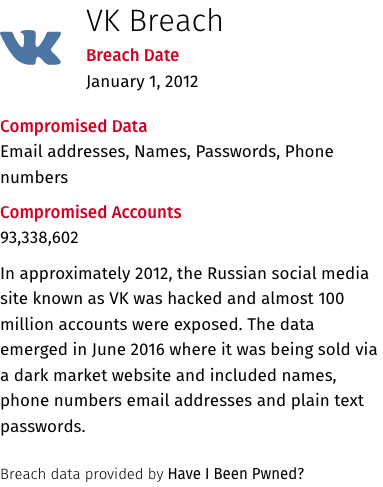 VK Breach
Breach Date
January 1, 2012
Compromised Data
Email addresses, Names, Passwords, Phone
numbers
Compromised Accounts
93,338,602
In approximately 2012, the Russian social media
site known as VK was hacked and almost 100
million accounts were exposed. The data
emerged in June 2016 where it was being sold via
a dark market website and included names,
phone numbers email addresses and plain text
passwords.
Breach data provided by Have I Been Pwned?